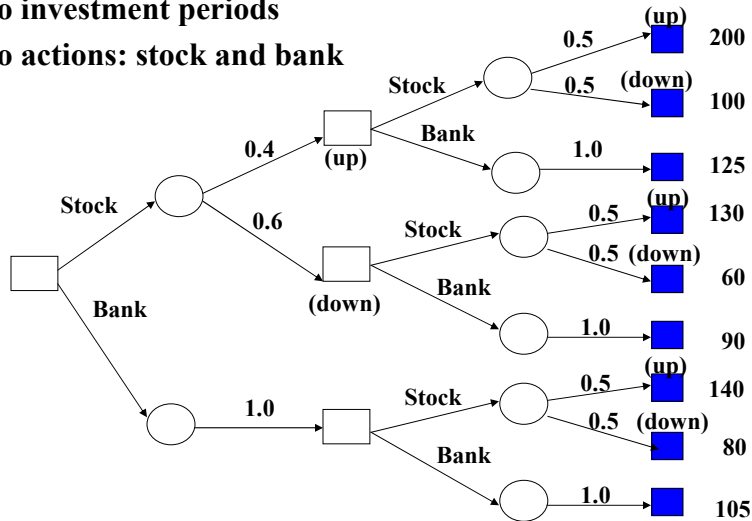 o investment periods
o actions: stock and bank
(up)
0.5
200
Stock
0.5
(down)
100
0.4
(up)
Bank
1.0
125
Stock
0.6
Stock
0.5
(up)
130
0.5
(down)
60
(down)
Bank
Bank
1.0
90
(up)
1.0
Stock
0.5
140
0.5
(down)
80
Bank
1.0
105